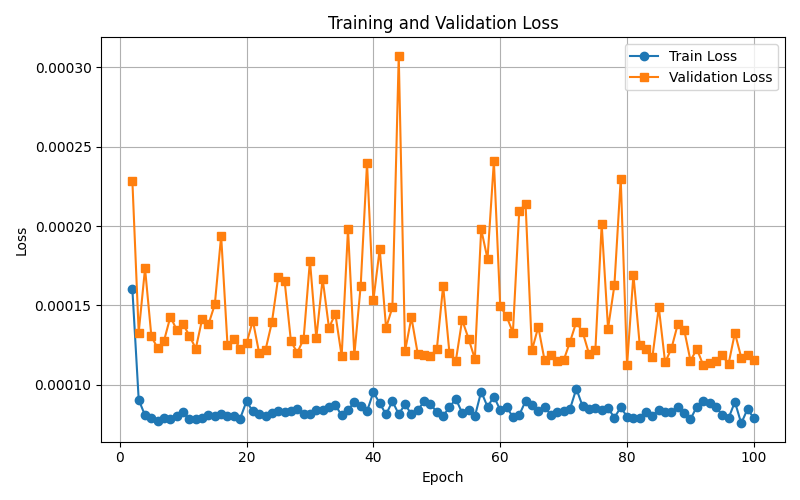 Training and Validation Loss
Train Loss
Validation Loss
0.00030
0.00025
0.00020
0.00015
0.00010
Loss
0 20 40 60 80 100
Epoch